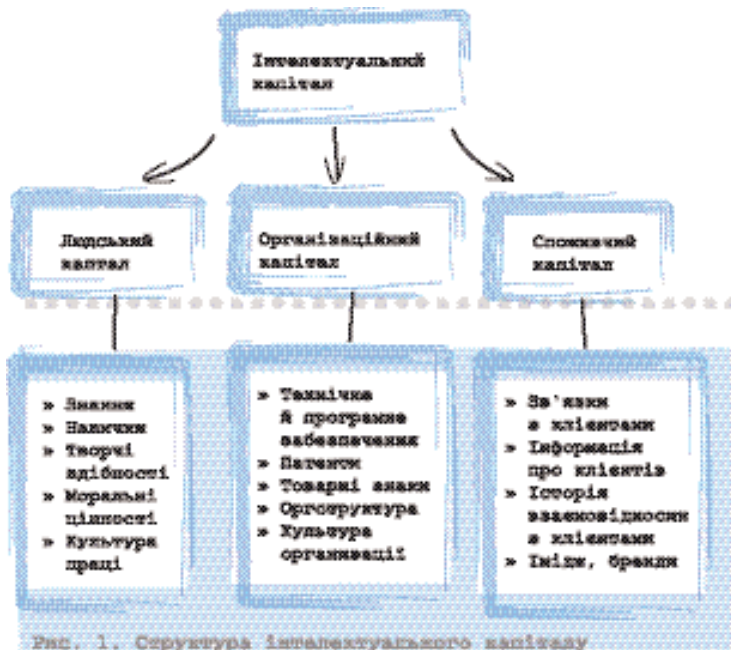 Інтелектуальний
капітал
Людський
капітал
Організаційний
капітал
Споживчий
капітал
» Знання
» Навички
» Творчі
здібності
» Моральні
цінності
» Культура
праці
» Технічне
й програмне
забезпечення
» Патенти
» Товарні знаки
» Оргструктура
» Культура
організації
» Зв'язки
з клієнтами
» Інформація
про клієнтів
» Історія
взаємовідносин
з клієнтами
» Імідж, бренди
Рис. 1. Структура інтелектуального капіталу